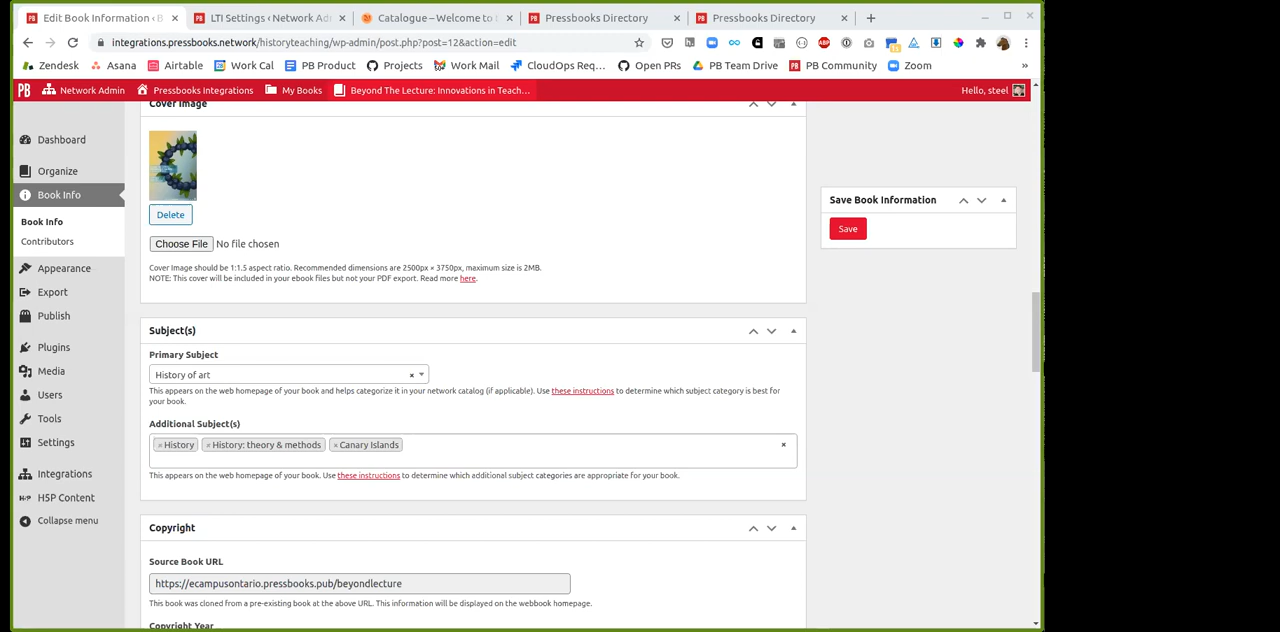 Edit Book Information ‹ B
LTI Settings ‹ Network Ad
Catalogue – Welcome to
Pressbooks Directory
Pressbooks Directory
integrations.pressbooks.network/historyteaching/wp-admin/post.php?post=12&action=edit
Zendesk Asana Airtable Work Cal PB Product Projects Work Mail CloudOps Req... Open PRs PB Team Drive PB Community Zoom »
PB Network Admin Pressbooks Integrations My Books Beyond The Lecture: Innovations in Teach... Hello, steel
Dashboard
Organize
Book Info
Book Info
Contributors
Appearance
Export
Publish
Plugins
Media
Users
Tools
Settings
Integrations
H5P Content
Collapse menu
Cover Image
Delete
Choose File No file chosen
Cover Image should be 1:1.5 aspect ratio. Recommended dimensions are 2500px × 3750px, maximum size is 2MB.
NOTE: This cover will be included in your ebook files but not your PDF export. Read more here.
Subject(s)
Primary Subject
History of art ×
This appears on the web homepage of your book and helps categorize it in your network catalog (if applicable). Use these instructions to determine which subject category is best for
your book.
Additional Subject(s)
×History ×History: theory & methods ×Canary Islands ×
This appears on the web homepage of your book. Use these instructions to determine which additional subject categories are appropriate for your book.
Copyright
Source Book URL
https://ecampusontario.pressbooks.pub/beyondlecture
This book was cloned from a pre-existing book at the above URL. This information will be displayed on the webbook homepage.
Copyright Year
Save Book Information
Save